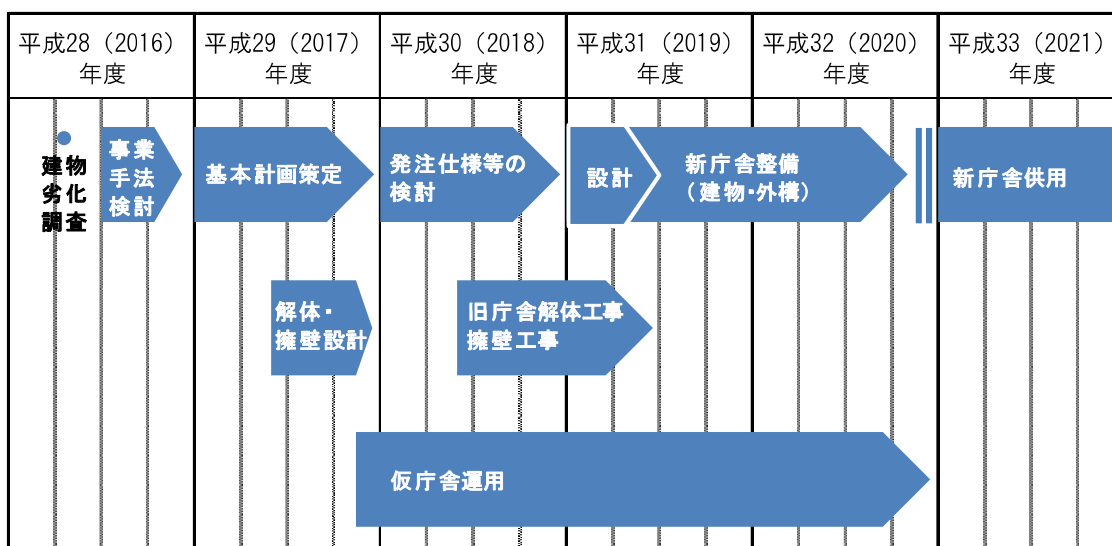 平成28（2016）
年度
平成29（2017）
年度
平成30（2018）
年度
平成31（2019）
年度
平成32（2020）
年度
平成33（2021）
年度
建物
劣化
調査
事業
手法
検討
基本計画策定
発注仕様等の
検討
設計
新庁舎整備
（建物・外構）
新庁舎供用
解体・
擁壁設計
旧庁舎解体工事
擁壁工事
仮庁舎運用